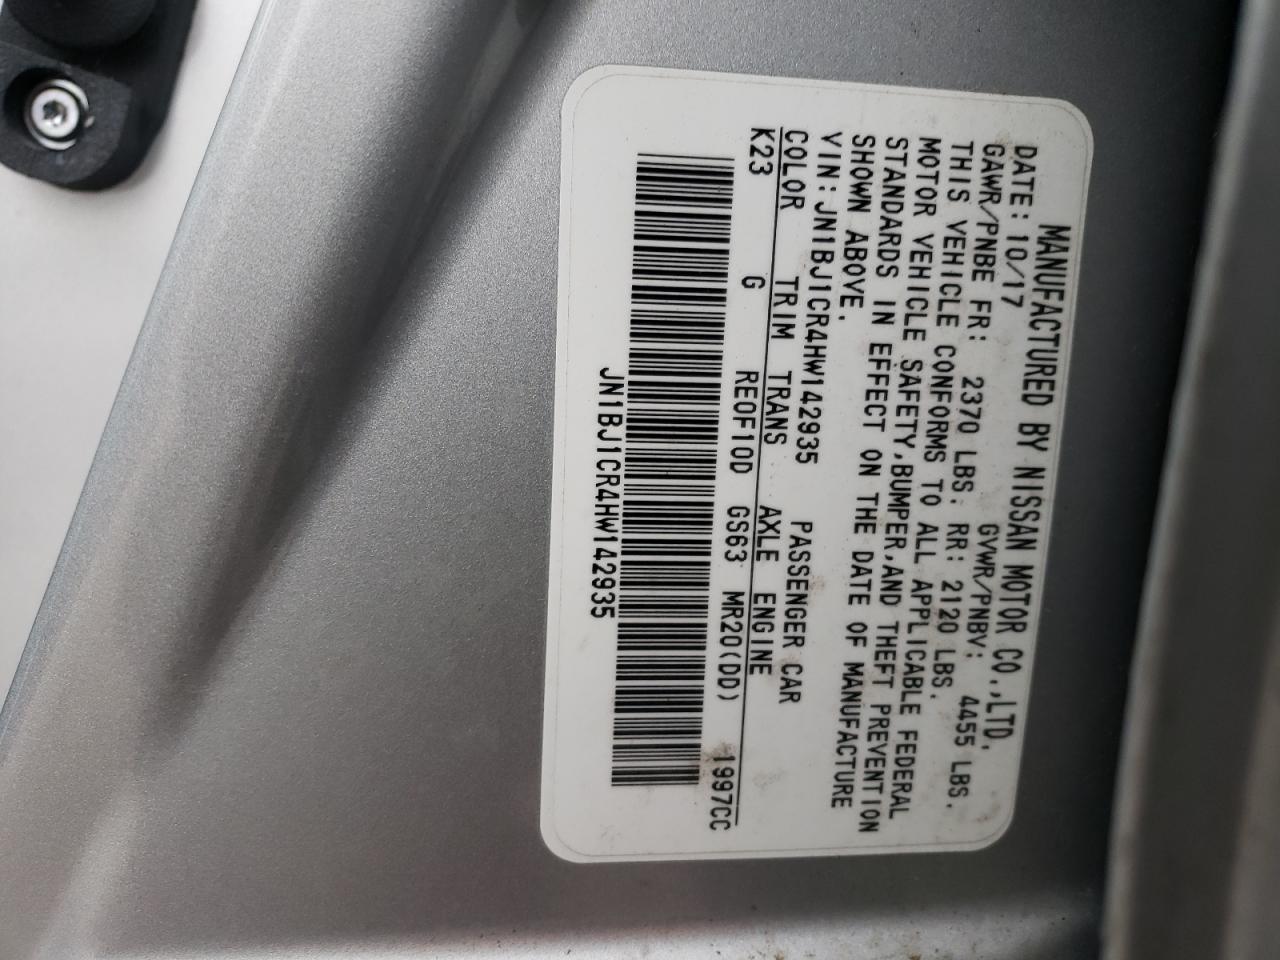 MANUFACTURED BY NISSAN MOTOR CO.,LTD.
DATE: 10/17 GVWR/PNBV: 4455 LBS.
GAWR/PNBE FR: 2370 LBS. RR: 2120 LBS.
THIS VEHICLE CONFORMS TO ALL APPLICABLE FEDERAL
MOTOR VEHICLE SAFETY,BUMPER,AND THEFT PREVENTION
STANDARDS IN EFFECT ON THE DATE OF MANUFACTURE
SHOWN ABOVE.
VIN:JN1BJ1CR4HW142935 PASSENGER CAR
COLOR TRIM TRANS AXLE ENGINE
K23 G RE0F10D GS63 MR20(DD) 1997CC
JN1BJ1CR4HW142935